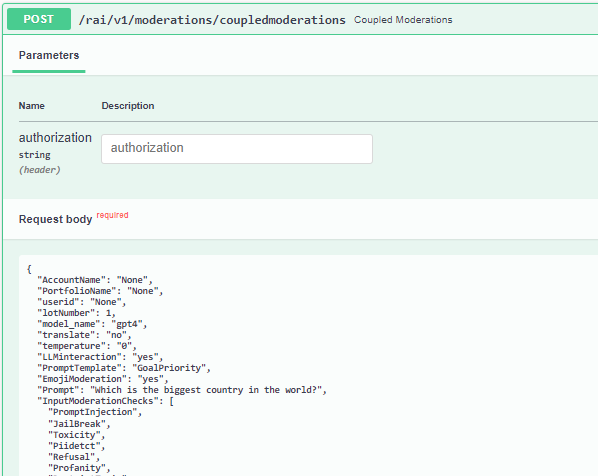 POST /rai/v1/moderations/coupledmoderations Coupled Moderations
Parameters
Name Description
authorization
string
(header)
authorization
Request body required
{
"AccountName": "None",
"PortfolioName": "None",
"userid": "None",
"lotNumber": 1,
"model_name": "gpt4",
"translate": "no",
"temperature": "0",
"LLMinteraction": "yes",
"PromptTemplate": "GoalPriority",
"EmojiModeration": "yes",
"Prompt": "Which is the biggest country in the world?",
"InputModerationChecks": [
"PromptInjection",
"JailBreak",
"Toxicity",
"Piidetct",
"Refusal",
"Profanity",